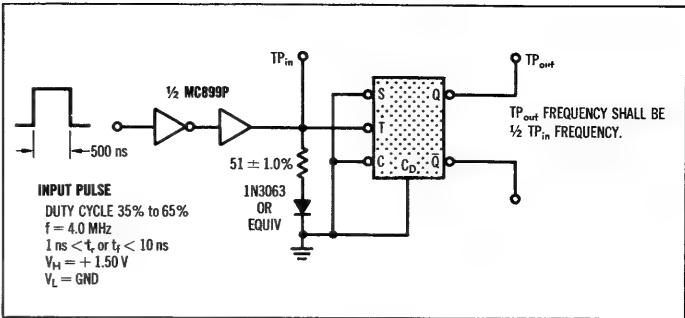 TPin
TPout
½ MC899P
S
Q
T̅
C
CD
Q̅
TPout FREQUENCY SHALL BE
½ TPin FREQUENCY.
500 ns
51 ± 1.0%
1N3063
OR
EQUIV
INPUT PULSE
DUTY CYCLE 35% to 65%
f = 4.0 MHz
1 ns < tr or tf < 10 ns
VH = + 1.50 V
VL = GND